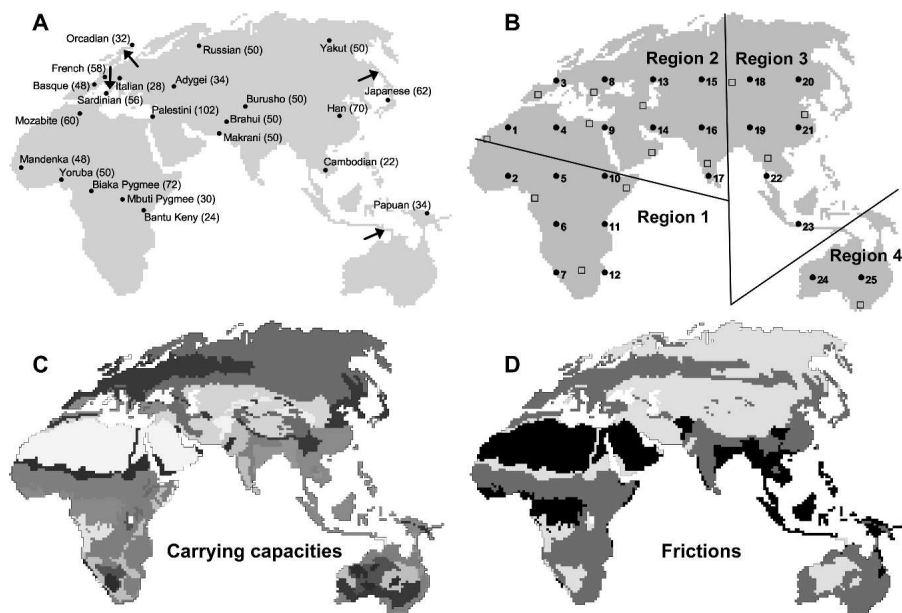 A
Orcadian (32)
Russian (50)
Yakut (50)
French (58)
Italian (28)
Adygei (34)
Basque (48)
Sardinian (56)
Japanese (62)
Burusho (50)
Palestini (102)
Han (70)
Mozabite (60)
Brahui (50)
Makrani (50)
Mandenka (48)
Cambodian (22)
Yoruba (50)
Biaka Pygmee (72)
Mbuti Pygmee (30)
Papuan (34)
Bantu Keny (24)
B
Region 2
Region 3
3 8 13 15 18 20
1 4 9 14 16 19 21
2 5 10 17 22
Region 1
6 11 23
Region 4
7 12 24 25
C
Carrying capacities
D
Frictions